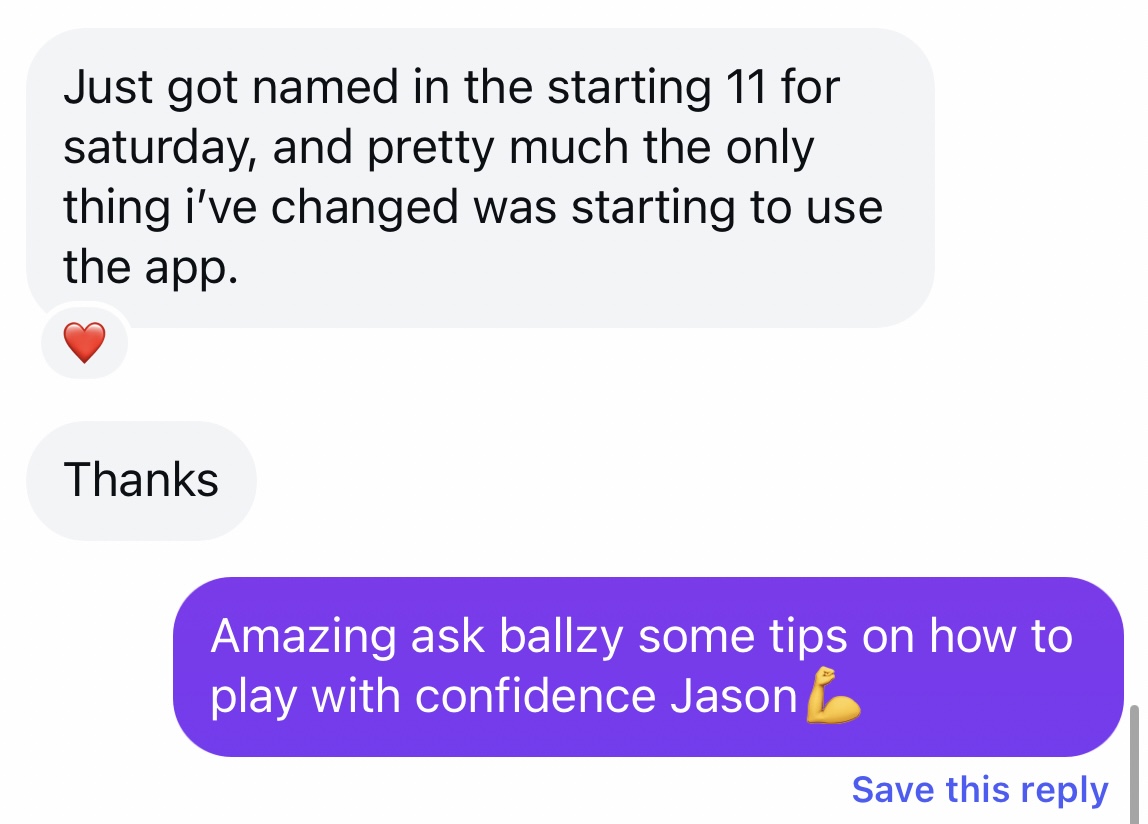 Just got named in the starting 11 for
saturday, and pretty much the only
thing i’ve changed was starting to use
the app.
❤️
Thanks
Amazing ask ballzy some tips on how to
play with confidence Jason💪
Save this reply